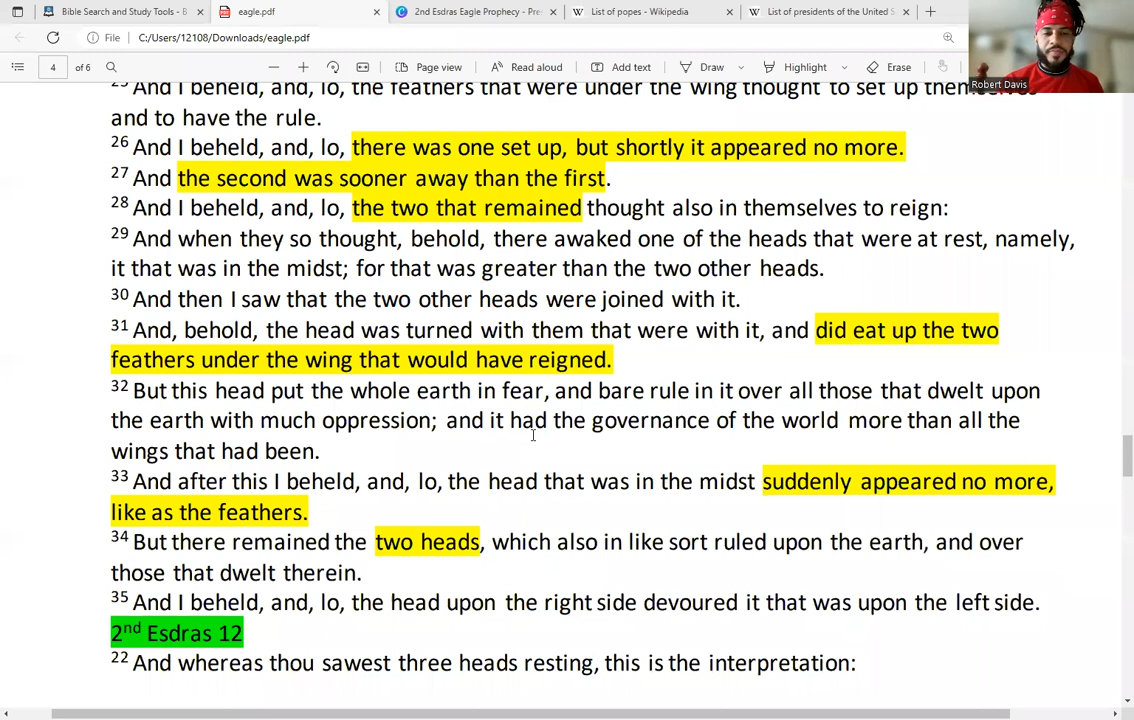 Bible Search and Study Tools - B
eagle.pdf
2nd Esdras Eagle Prophecy - Pre
List of popes - Wikipedia
List of presidents of the United S
File
C:/Users/12108/Downloads/eagle.pdf
4 of 6
Page view
Read aloud
Add text
Draw
Highlight
Erase
Robert Davis
25 And I beheld, and, lo, the feathers that were under the wing thought to set up themselves
and to have the rule.
26 And I beheld, and, lo, there was one set up, but shortly it appeared no more.
27 And the second was sooner away than the first.
28 And I beheld, and, lo, the two that remained thought also in themselves to reign:
29 And when they so thought, behold, there awaked one of the heads that were at rest, namely,
it that was in the midst; for that was greater than the two other heads.
30 And then I saw that the two other heads were joined with it.
31 And, behold, the head was turned with them that were with it, and did eat up the two
feathers under the wing that would have reigned.
32 But this head put the whole earth in fear, and bare rule in it over all those that dwelt upon
the earth with much oppression; and it had the governance of the world more than all the
wings that had been.
33 And after this I beheld, and, lo, the head that was in the midst suddenly appeared no more,
like as the feathers.
34 But there remained the two heads, which also in like sort ruled upon the earth, and over
those that dwelt therein.
35 And I beheld, and, lo, the head upon the right side devoured it that was upon the left side.
2nd Esdras 12
22 And whereas thou sawest three heads resting, this is the interpretation: